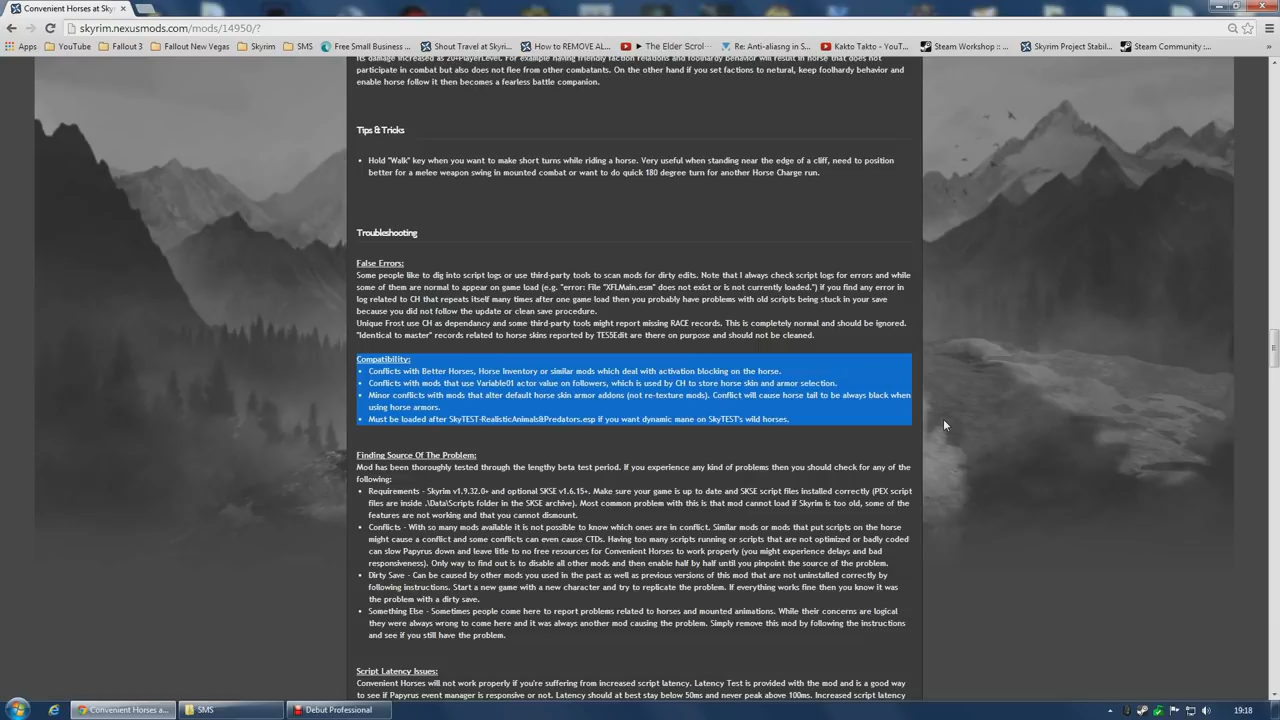 Convenient Horses at Skyr
skyrim.nexusmods.com/mods/14950/?
Apps YouTube Fallout 3 Fallout New Vegas Skyrim SMS Free Small Business ... Shout Travel at Skyri... How to REMOVE AL... The Elder Scro Re: Anti-aliasng in S... Kakto Takto - YouT... Steam Workshop :: ... Skyrim Project Stabil... Steam Community :...
its damage increased as 20+PlayerLevel. For example having friendly faction relations and foolhardy behavior will result in horse that does not
participate in combat but also does not flee from other combatants. On the other hand if you set factions to netural, keep foolhardy behavior and
enable horse follow it then becomes a fearless battle companion.
Tips & Tricks
Hold "Walk" key when you want to make short turns while riding a horse. Very useful when standing near the edge of a cliff, need to position
better for a melee weapon swing in mounted combat or want to do quick 180 degree turn for another Horse Charge run.
Troubleshooting
False Errors:
Some people like to dig into script logs or use third-party tools to scan mods for dirty edits. Note that I always check script logs for errors and while
some of them are normal to appear on game load (e.g. "error: File "XFLMain.esm" does not exist or is not currently loaded.") if you find any error in
log related to CH that repeats itself many times after one game load then you probably have problems with old scripts being stuck in your save
because you did not follow the update or clean save procedure.
Unique Frost use CH as dependancy and some third-party tools might report missing RACE records. This is completely normal and should be ignored.
"Identical to master" records related to horse skins reported by TES5Edit are there on purpose and should not be cleaned.
Compatibility:
Conflicts with Better Horses, Horse Inventory or similar mods which deal with activation blocking on the horse.
Conflicts with mods that use Variable01 actor value on followers, which is used by CH to store horse skin and armor selection.
Minor conflicts with mods that alter default horse skin armor addons (not re-texture mods). Conflict will cause horse tail to be always black when
using horse armors.
Must be loaded after SkyTEST-RealisticAnimals&Predators.esp if you want dynamic mane on SkyTEST's wild horses.
Finding Source Of The Problem:
Mod has been thoroughly tested through the lengthy beta test period. If you experience any kind of problems then you should check for any of the
following:
Requirements - Skyrim v1.9.32.0+ and optional SKSE v1.6.15+. Make sure your game is up to date and SKSE script files installed correctly (PEX script
files are inside .\Data\Scripts folder in the SKSE archive). Most common problem with this is that mod cannot load if Skyrim is too old, some of the
features are not working and that you cannot dismount.
Conflicts - With so many mods available it is not possible to know which ones are in conflict. Similar mods or mods that put scripts on the horse
might cause a conflict and some conflicts can even cause CTDs. Having too many scripts running or scripts that are not optimized or badly coded
can slow Papyrus down and leave litle to no free resources for Convenient Horses to work properly (you might experience delays and bad
responsiveness). Only way to find out is to disable all other mods and then enable half by half until you pinpoint the source of the problem.
Dirty Save - Can be caused by other mods you used in the past as well as previous versions of this mod that are not uninstalled correctly by
following instructions. Start a new game with a new character and try to replicate the problem. If everything works fine then you know it was
the problem with a dirty save.
Something Else - Sometimes people come here to report problems related to horses and mounted animations. While their concerns are logical
they were always wrong to come here and it was always another mod causing the problem. Simply remove this mod by following the instructions
and see if you still have the problem.
Script Latency Issues:
Convenient Horses will not work properly if you're suffering from increased script latency. Latency Test is provided with the mod and is a good way
to see if Papyrus event manager is responsive or not. Latency should at best stay below 50ms and never peak above 100ms. Increased script latency
Convenient Horses a... SMS Debut Professional 19:18